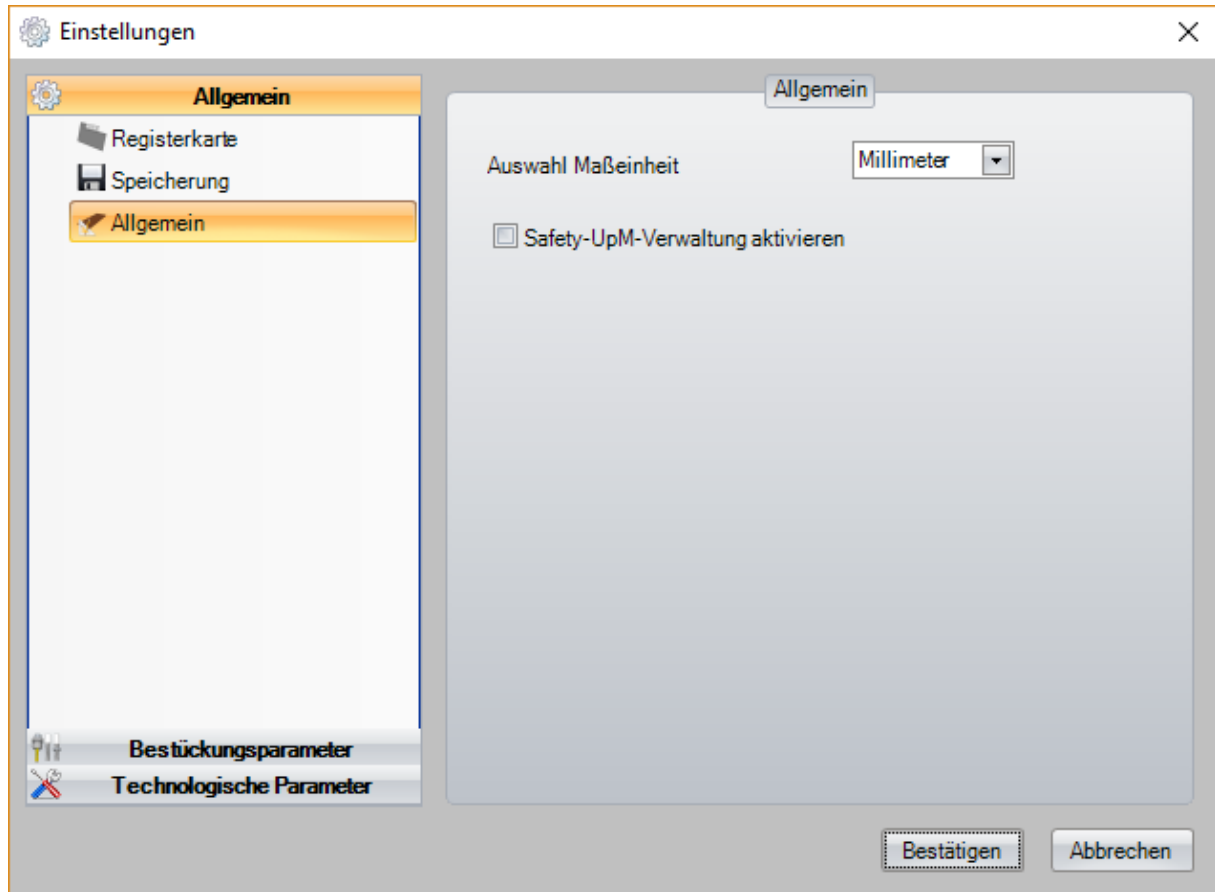 Einstellungen
Allgemein
Registerkarte
Speicherung
Allgemein
Bestückungsparameter
Technologische Parameter
Allgemein
Auswahl Maßeinheit Millimeter
Safety-UpM-Verwaltung aktivieren
Bestätigen Abbrechen